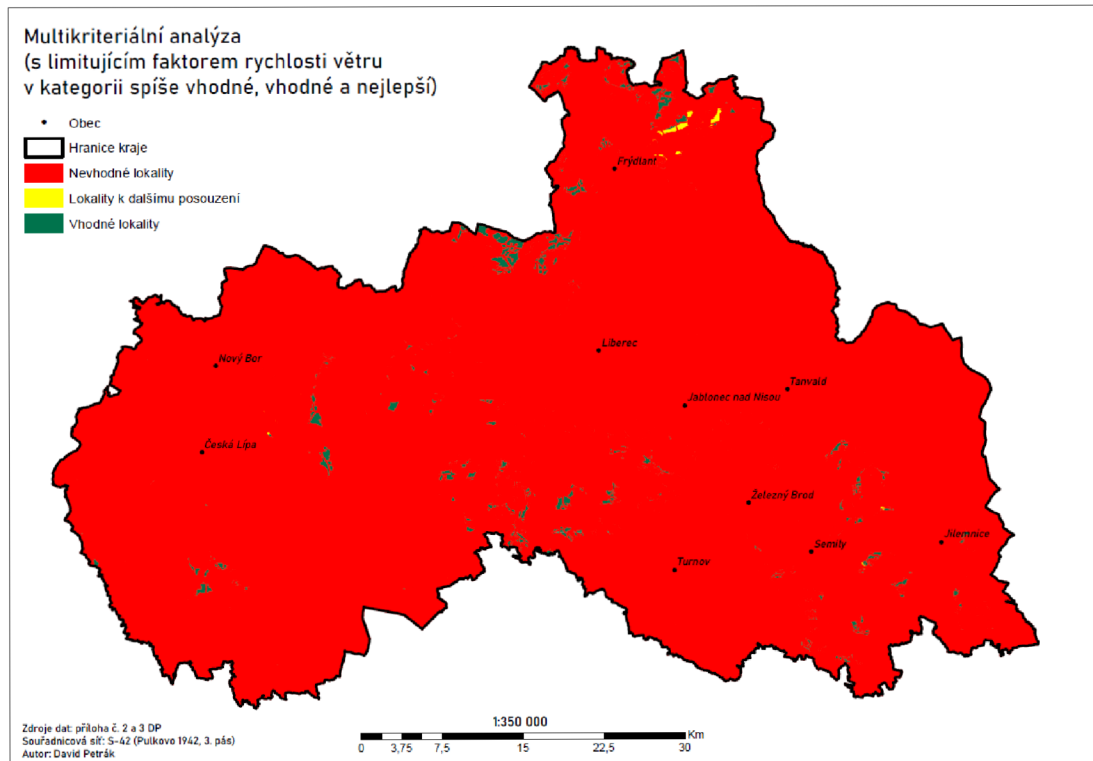 Multikriteriální analýza
(s limitujícím faktorem rychlosti větru
v kategorii spíše vhodné, vhodné a nejlepší)
Obec
Hranice kraje
Nevhodné lokality
Lokality k dalšímu posouzení
Vhodné lokality
Frýdlant
Nový Bor
Liberec
Tanvald
Jablonec nad Nisou
Česká Lípa
Železný Brod
Semily
Jilemnice
Turnov
Zdroje dat: příloha č. 2 a 3 DP
Souřadnicová síť: S-42 (Pulkovo 1942, 3. pás)
Autor: David Petrák
1:350 000
Km
0 3,75 7,5 15 22,5 30